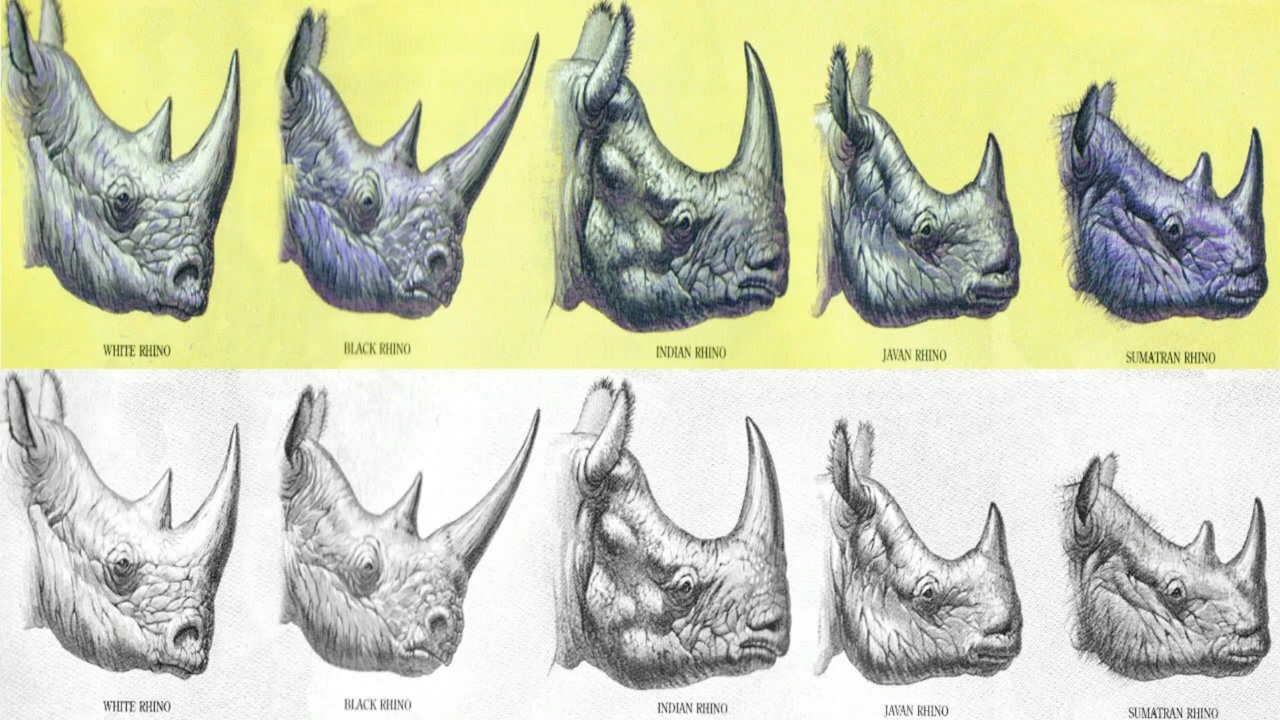 WHITE RHINO
BLACK RHINO
INDIAN RHINO
JAVAN RHINO
SUMATRAN RHINO
WHITE RHINO
BLACK RHINO
INDIAN RHINO
JAVAN RHINO
SUMATRAN RHINO